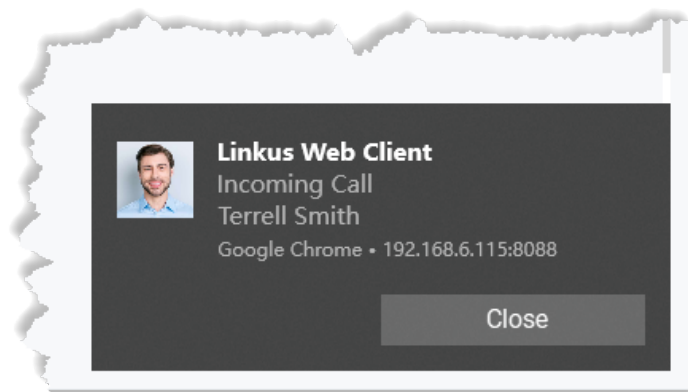 Linkus Web Client
Incoming Call
Terrell Smith
Google Chrome • 192.168.6.115:8088
Close